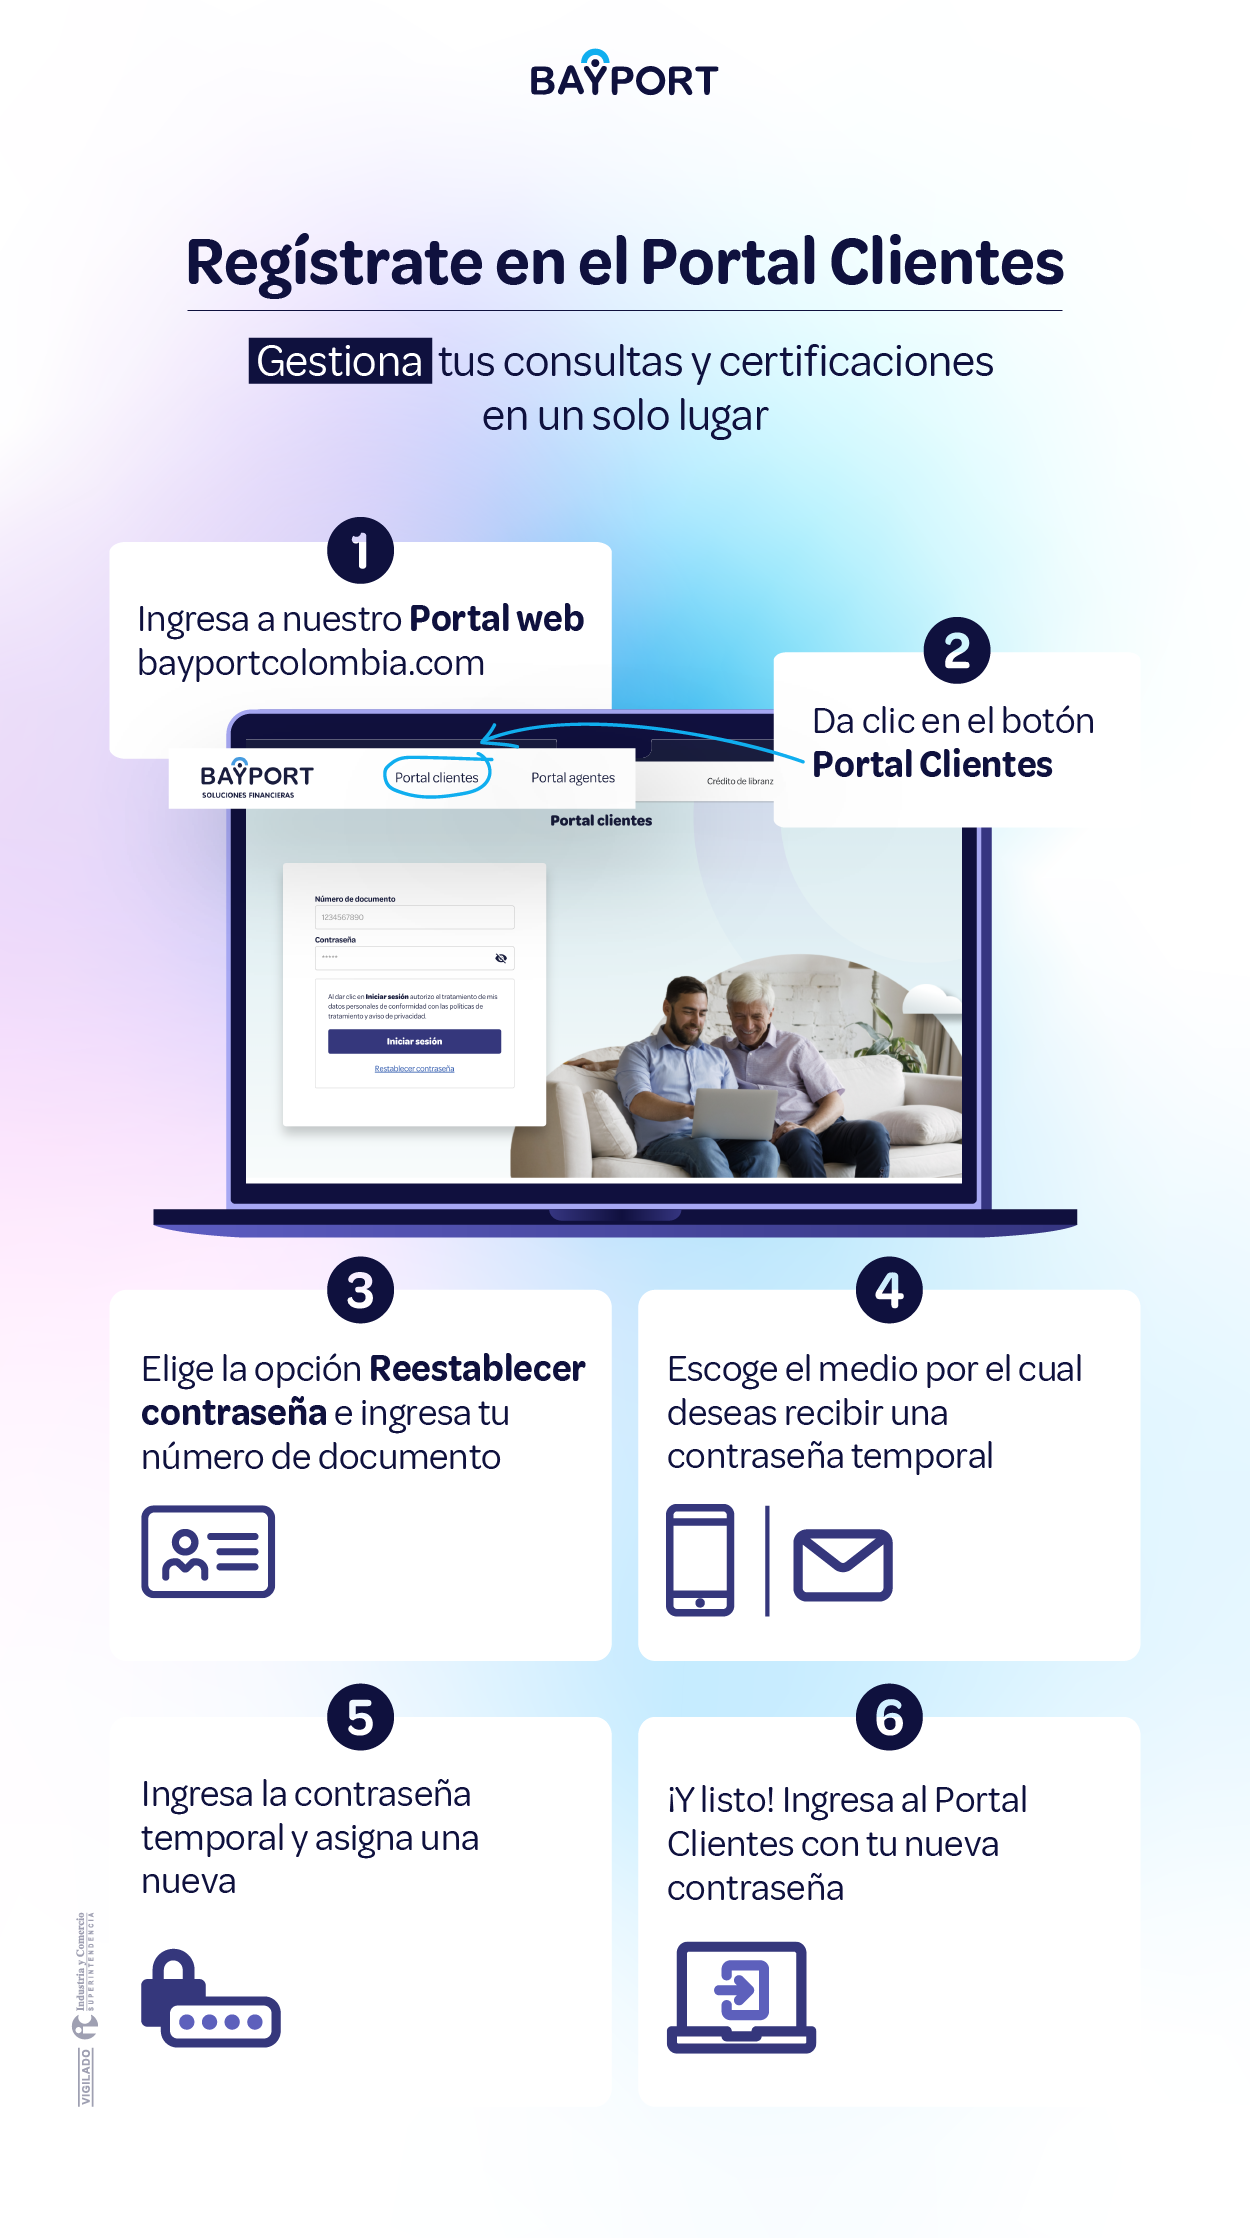 BAYPORT
Regístrate en el Portal Clientes
Gestiona tus consultas y certificaciones
en un solo lugar
1
Ingresa a nuestro Portal web
bayportcolombia.com
2
Da clic en el botón
Portal Clientes
BAYPORT
SOLUCIONES FINANCIERAS
Portal clientes
Portal agentes
Crédito de libranz
Portal clientes
Número de documento
1234567890
Contraseña
*****
Al dar clic en Iniciar sesión autorizo el tratamiento de mis
datos personales de conformidad con las políticas de
tratamiento y aviso de privacidad.
Iniciar sesión
Restablecer contraseña
3
Elige la opción Reestablecer
contraseña e ingresa tu
número de documento
4
Escoge el medio por el cual
deseas recibir una
contraseña temporal
5
Ingresa la contraseña
temporal y asigna una
nueva
6
¡Y listo! Ingresa al Portal
Clientes con tu nueva
contraseña
VIGILADO
Industria y Comercio
SUPERINTENDENCIA